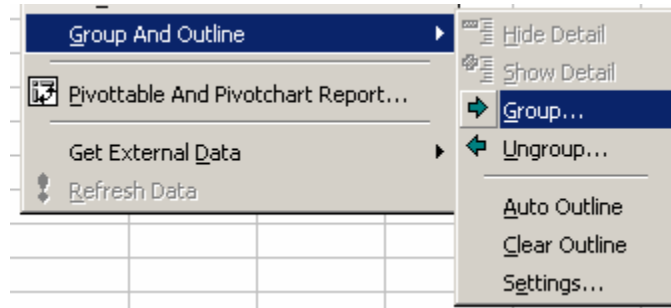 Group And Outline
Pivottable And Pivotchart Report...
Get External Data
Refresh Data
Hide Detail
Show Detail
Group...
Ungroup...
Auto Outline
Clear Outline
Settings...